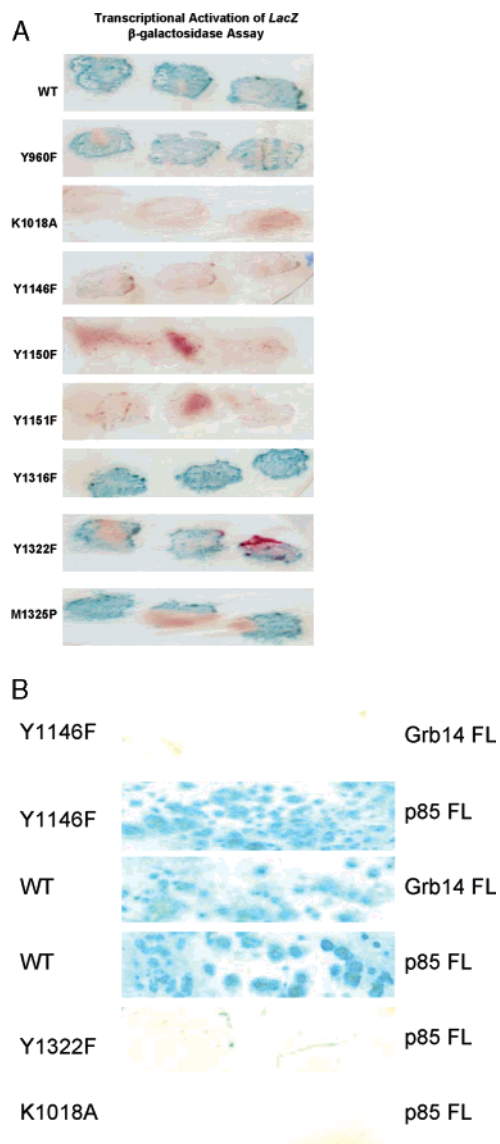 A
Transcriptional Activation of LacZ
β-galactosidase Assay
WT
Y960F
K1018A
Y1146F
Y1150F
Y1151F
Y1316F
Y1322F
M1325P
B
Y1146F Grb14 FL
Y1146F p85 FL
WT Grb14 FL
WT p85 FL
Y1322F p85 FL
K1018A p85 FL